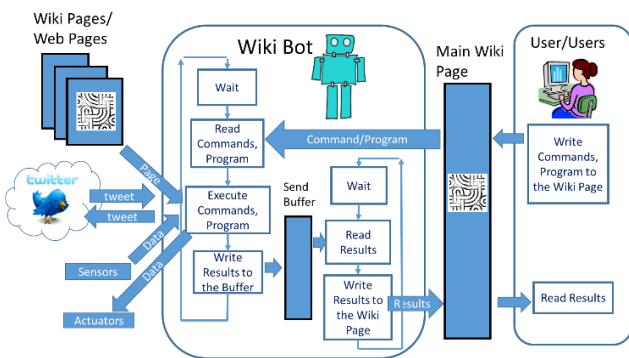 Wiki Pages/
Web Pages
Wiki Bot
Main Wiki
Page
User/Users
Wait
Read
Commands,
Program
Command/Program
Write
Commands,
Program to
the Wiki Page
Page
twitter
tweet
tweet
Execute
Commands,
Program
Send
Buffer
Wait
Read
Results
Data
Data
Sensors
Write
Results to
the Buffer
Write
Results to
the Wiki
Page
Results
Read Results
Actuators